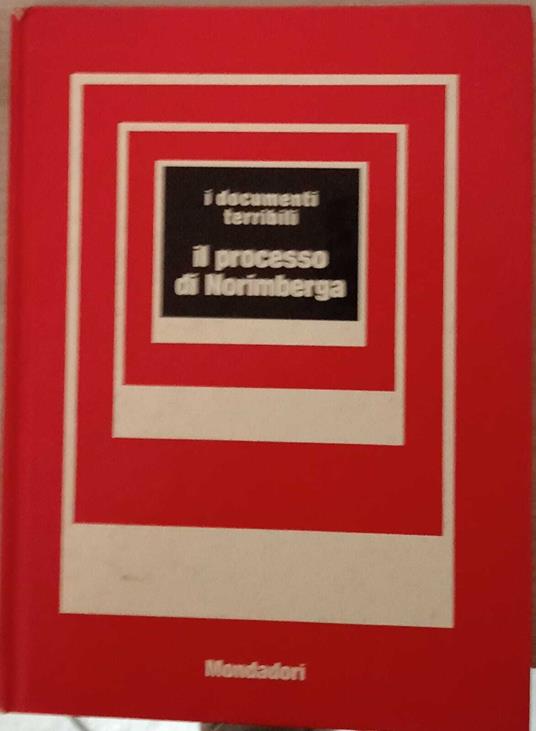 i documenti
terribili
il processo
di Norimberga
Mondadori